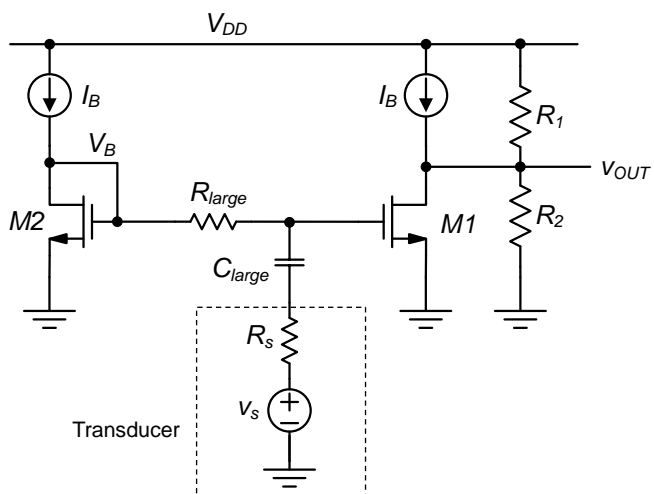 V_DD
I_B
I_B
R_1
V_B
v_OUT
R_large
M2
M1
R_2
C_large
R_s
v_s
Transducer